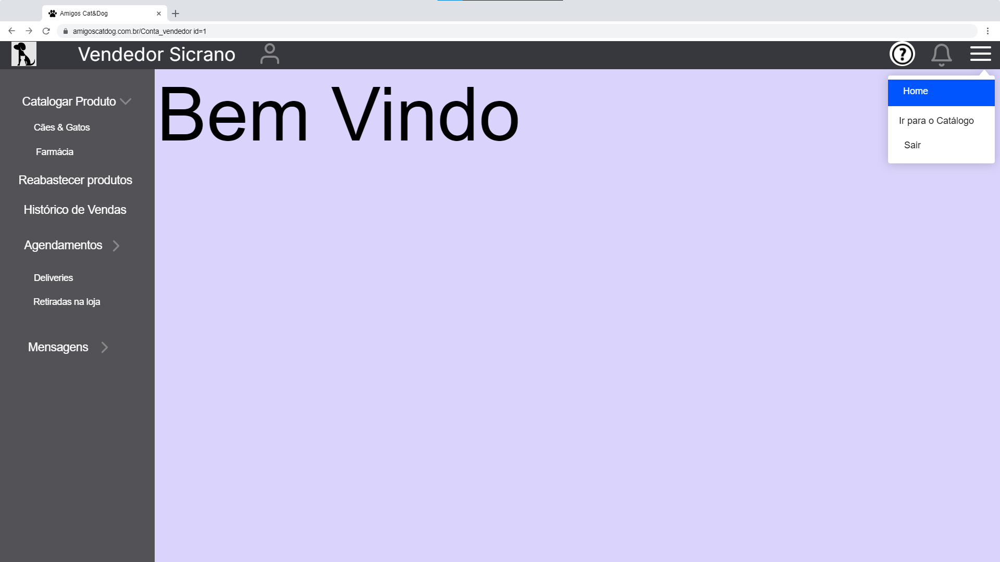 Amigos Cat&Dog
amigoscatdog.com.br/Conta_vendedor id=1
Vendedor Sicrano
?
Home
Ir para o Catálogo
Sair
Catalogar Produto
Cães & Gatos
Farmácia
Reabastecer produtos
Histórico de Vendas
Agendamentos
Deliveries
Retiradas na loja
Mensagens
Bem Vindo